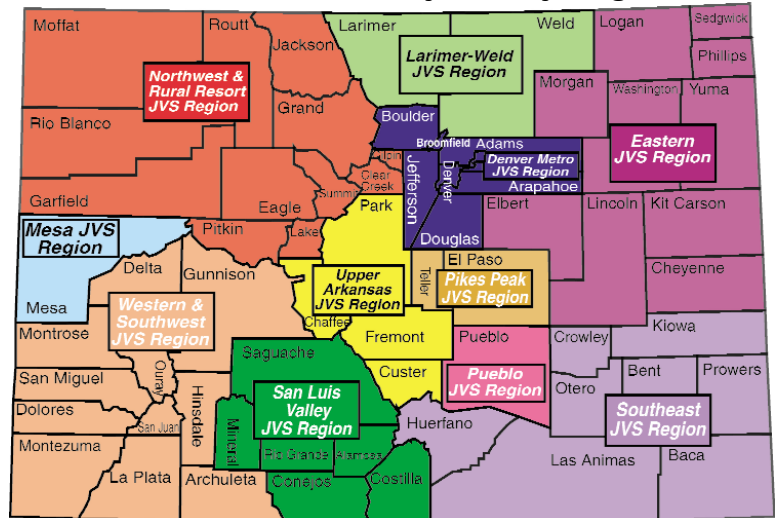 Moffat
Routt
Jackson
Larimer
Weld
Logan
Sedgwick
Phillips
Northwest &
Rural Resort
JVS Region
Larimer-Weld
JVS Region
Morgan
Washington
Yuma
Rio Blanco
Grand
Boulder
Broomfield
Adams
Eastern
JVS Region
Gilpin
Clear
Creek
Jefferson
Denver
Denver Metro
JVS Region
Arapahoe
Garfield
Eagle
Summit
Park
Douglas
Elbert
Lincoln
Kit Carson
Mesa JVS
Region
Pitkin
Lake
Delta
Gunnison
Upper
Arkansas
JVS Region
Teller
El Paso
Pikes Peak
JVS Region
Cheyenne
Mesa
Western &
Southwest
JVS Region
Chaffee
Fremont
Montrose
Saguache
Custer
Pueblo
Pueblo
JVS Region
Crowley
Kiowa
San Miguel
Ouray
Hinsdale
San Luis
Valley
JVS Region
Otero
Bent
Prowers
Dolores
San Juan
Mineral
Huerfano
Southeast
JVS Region
Montezuma
Rio Grande
Alamosa
La Plata
Archuleta
Conejos
Costilla
Las Animas
Baca